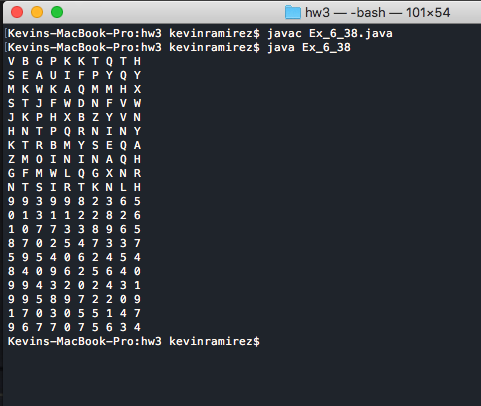 hw3 — -bash — 101×54
Kevins-MacBook-Pro:hw3 kevinramirez$ javac Ex_6_38.java
Kevins-MacBook-Pro:hw3 kevinramirez$ java Ex_6_38
V B G P K K T Q T H
S E A U I F P Y Q Y
M K W K A Q M M H X
S T J F W D N F V W
J K P H X B Z Y V N
H N T P Q R N I N Y
K T R B M Y S E Q A
Z M O I N I N A Q H
G F M W L Q G X N R
N T S I R T K N L H
9 9 3 9 9 8 2 3 6 5
0 1 3 1 1 2 2 8 2 6
1 0 7 7 3 3 8 9 6 5
8 7 0 2 5 4 7 3 3 7
5 9 5 4 0 6 2 4 5 4
8 4 0 9 6 2 5 6 4 0
9 9 4 3 2 0 2 4 3 1
9 9 5 8 9 7 2 2 0 9
1 7 0 3 0 5 5 1 4 7
9 6 7 7 0 7 5 6 3 4
Kevins-MacBook-Pro:hw3 kevinramirez$